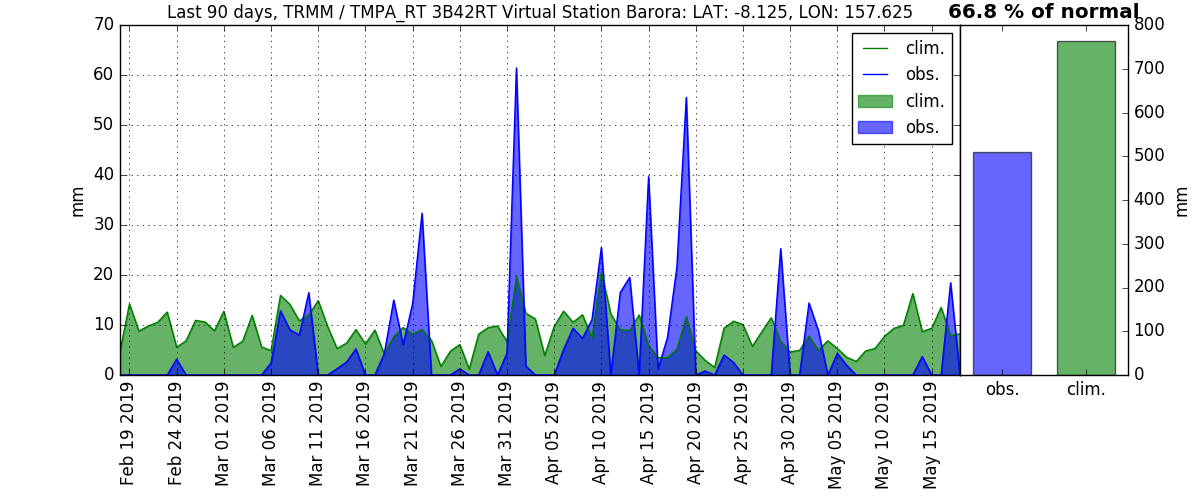 Last 90 days, TRMM / TMPA_RT 3B42RT Virtual Station Barora: LAT: -8.125, LON: 157.625
66.8 % of normal
70
60
50
40
30
20
10
0
mm
clim.
obs.
clim.
obs.
Feb 19 2019
Feb 24 2019
Mar 01 2019
Mar 06 2019
Mar 11 2019
Mar 16 2019
Mar 21 2019
Mar 26 2019
Mar 31 2019
Apr 05 2019
Apr 10 2019
Apr 15 2019
Apr 20 2019
Apr 25 2019
Apr 30 2019
May 05 2019
May 10 2019
May 15 2019
800
700
600
500
400
300
200
100
0
mm
obs.
clim.